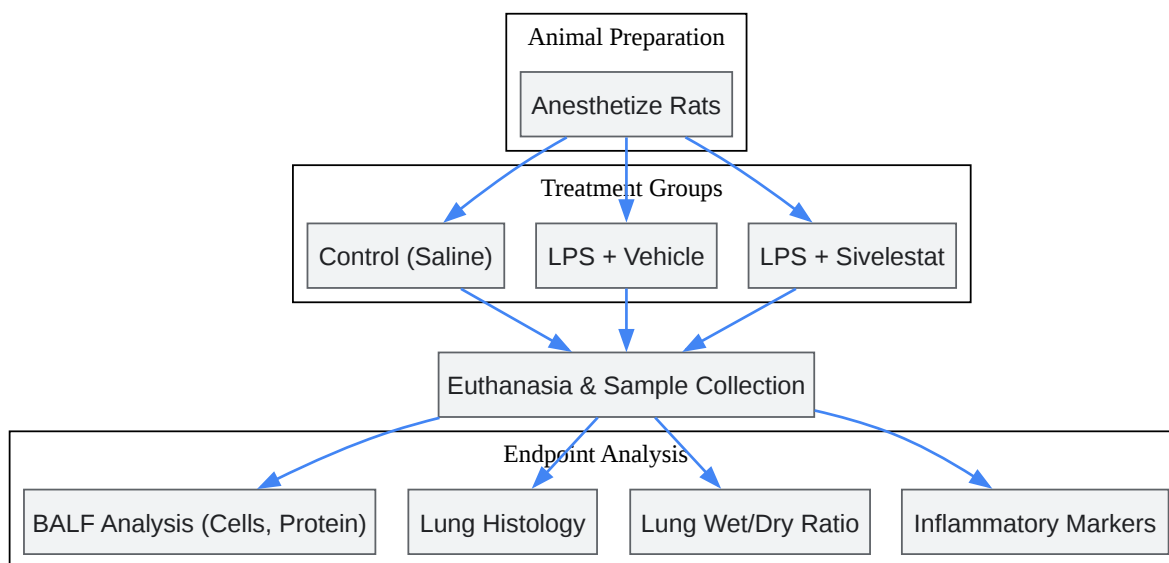 Animal Preparation
Anesthetize Rats
Treatment Groups
Control (Saline)
LPS + Vehicle
LPS + Sivelestat
Euthanasia & Sample Collection
Endpoint Analysis
BALF Analysis (Cells, Protein)
Lung Histology
Lung Wet/Dry Ratio
Inflammatory Markers